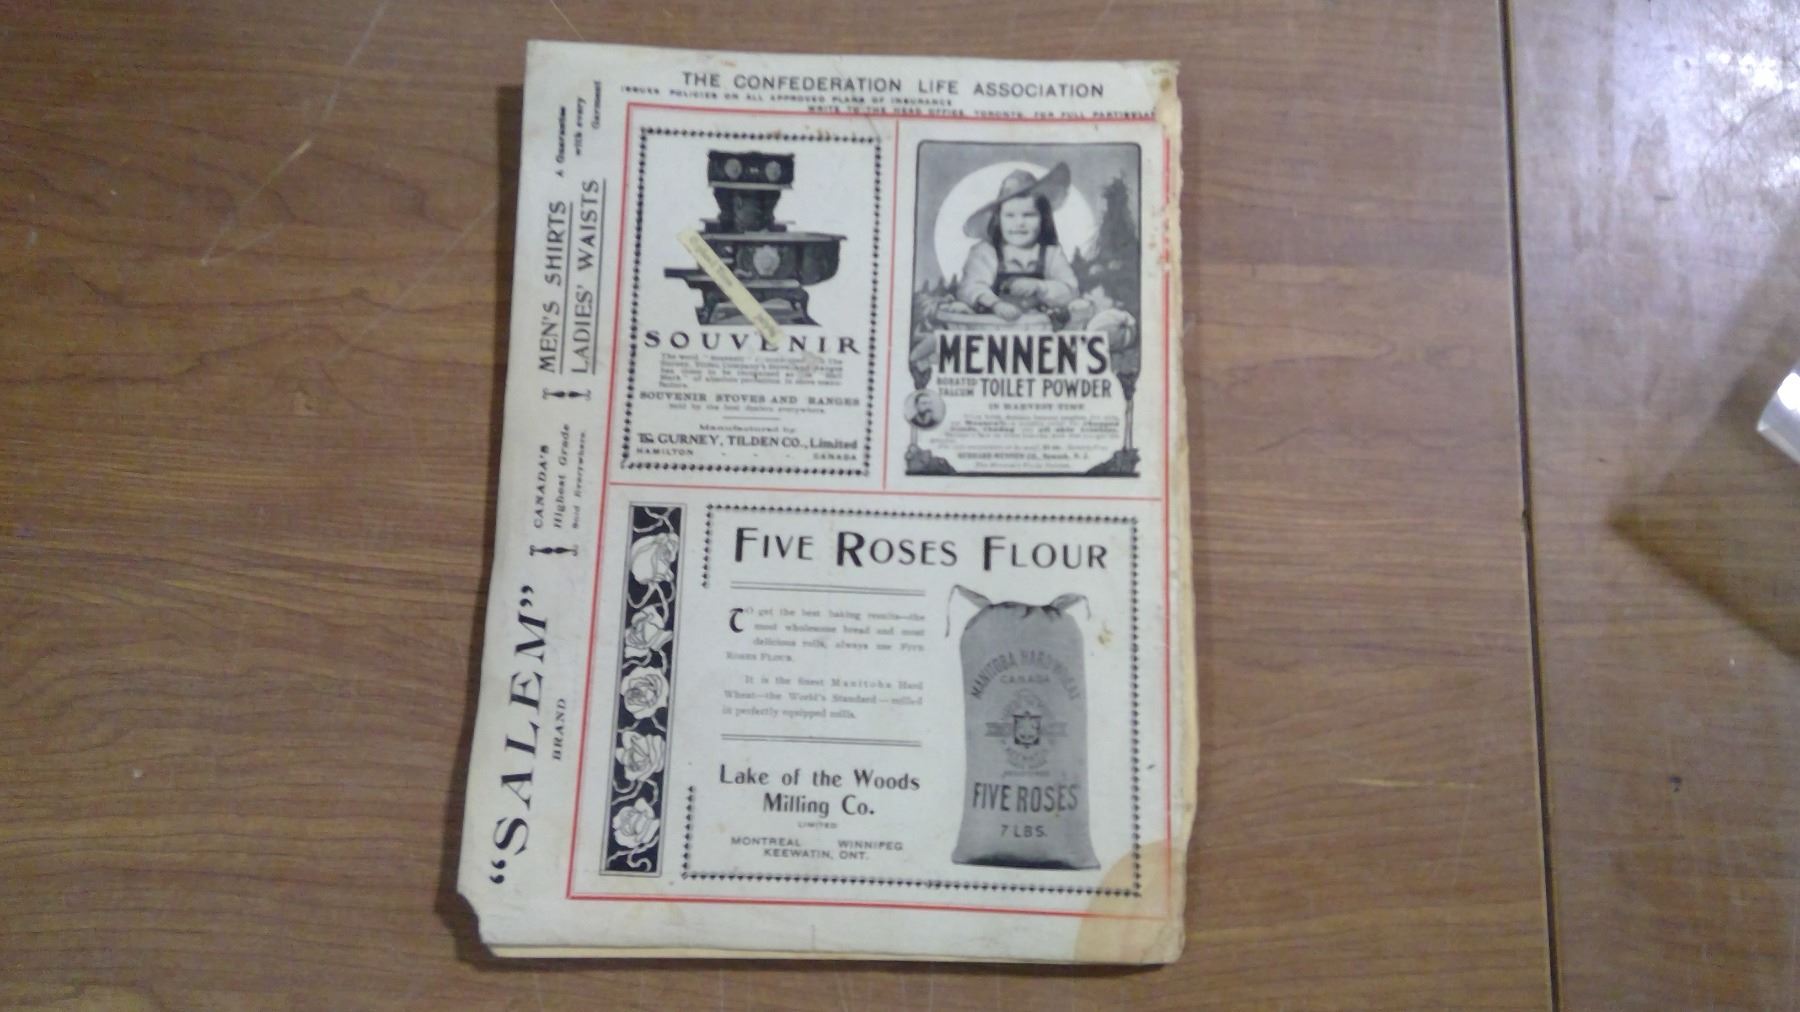 THE CONFEDERATION LIFE ASSOCIATION
ISSUES POLICIES ON ALL APPROVED PLANS OF INSURANCE
WRITE TO THE HEAD OFFICE TORONTO, FOR FULL PARTICULAR
"SALEM"
BRAND
CANADA'S
Highest Grade
Sold Everywhere.
MEN'S SHIRTS
LADIES' WAISTS
A Guarantee
with every
Garment
SOUVENIR
SOUVENIR STOVES AND RANGES
Sold by the best dealers everywhere.
Manufactured by
The GURNEY, TILDEN CO., Limited
HAMILTON - - - CANADA
MENNEN'S
BORATED
TALCUM
TOILET POWDER
IN HARVEST TIME
GERHARD MENNEN CO., Newark, N. J.
FIVE ROSES FLOUR
TO get the best baking results—the
most wholesome bread and most
delicious rolls, always use FIVE
ROSES FLOUR.
It is the finest Manitoba Hard
Wheat—the World's Standard—milled
in perfectly equipped mills.
Lake of the Woods
Milling Co.
LIMITED
MONTREAL WINNIPEG
KEEWATIN, ONT.
MANITOBA HARD WHEAT
CANADA
FIVE ROSES
7 LBS.